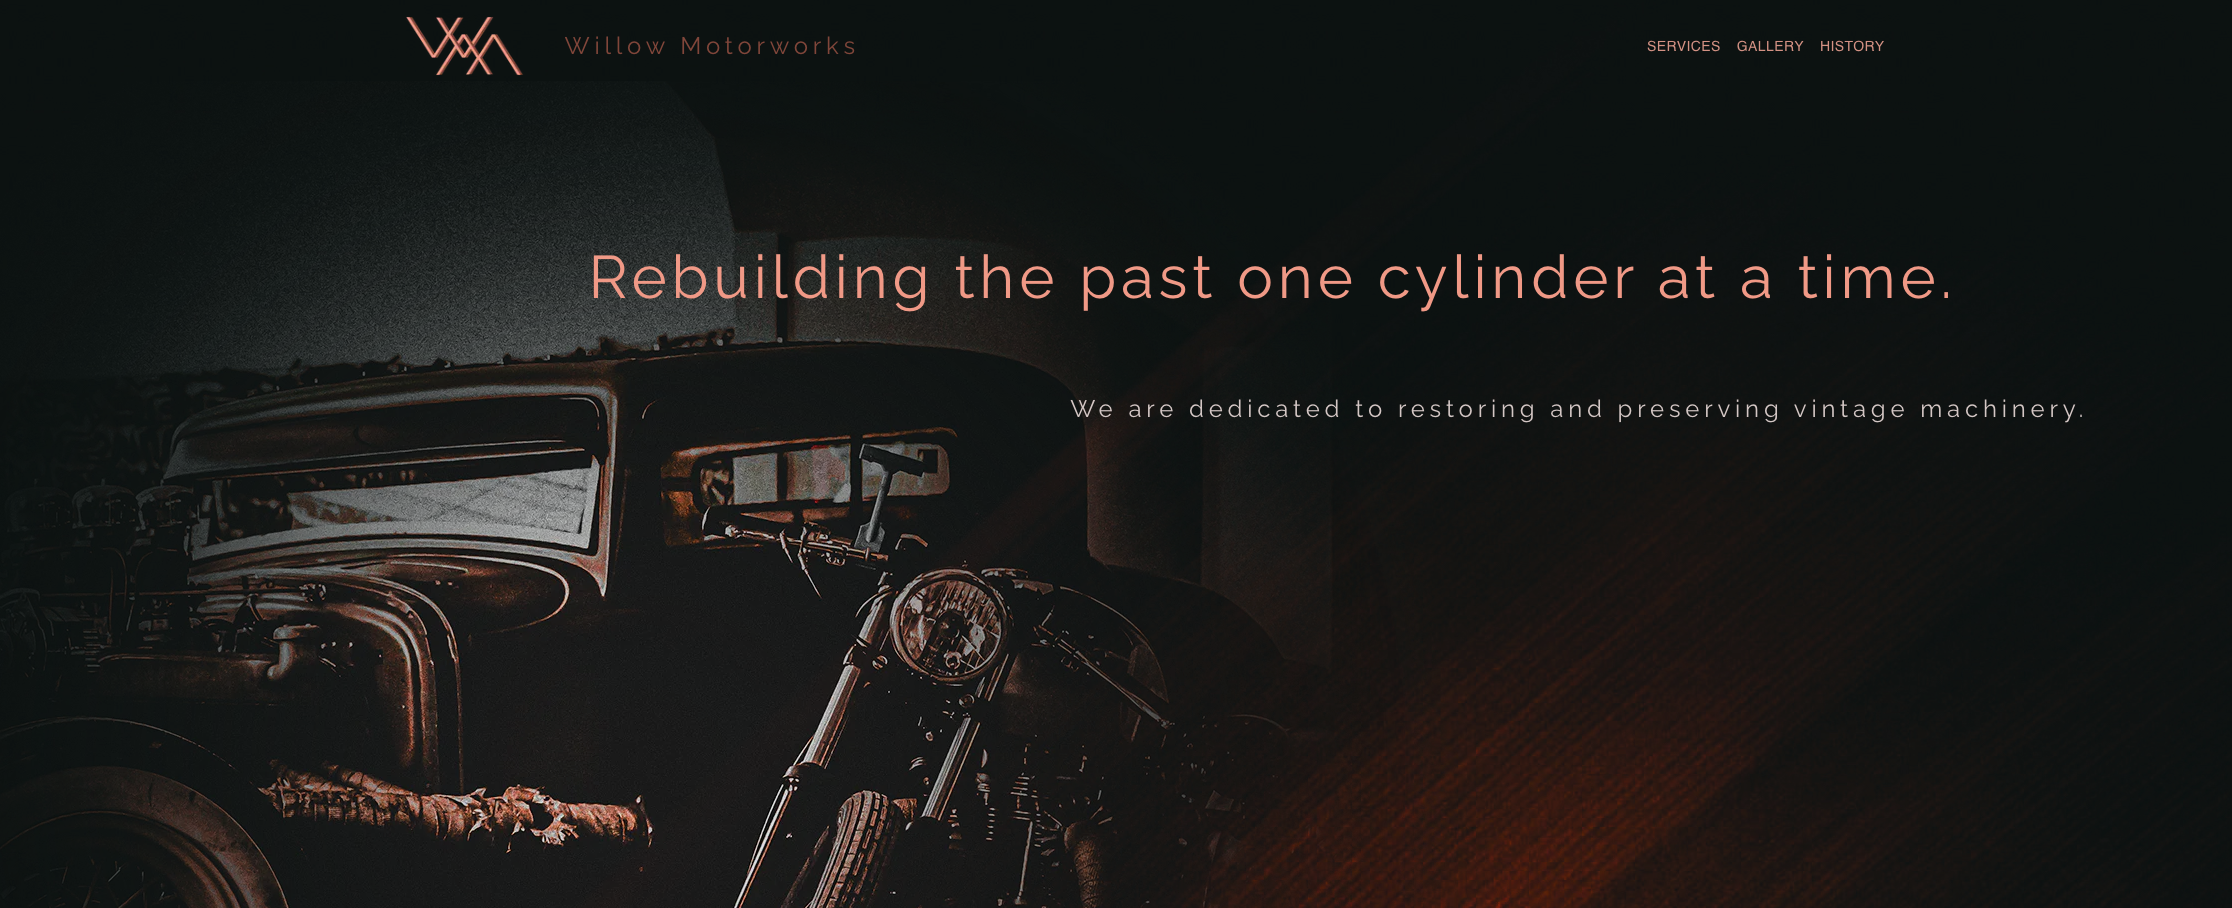 Willow Motorworks
SERVICES GALLERY HISTORY
Rebuilding the past one cylinder at a time.
We are dedicated to restoring and preserving vintage machinery.